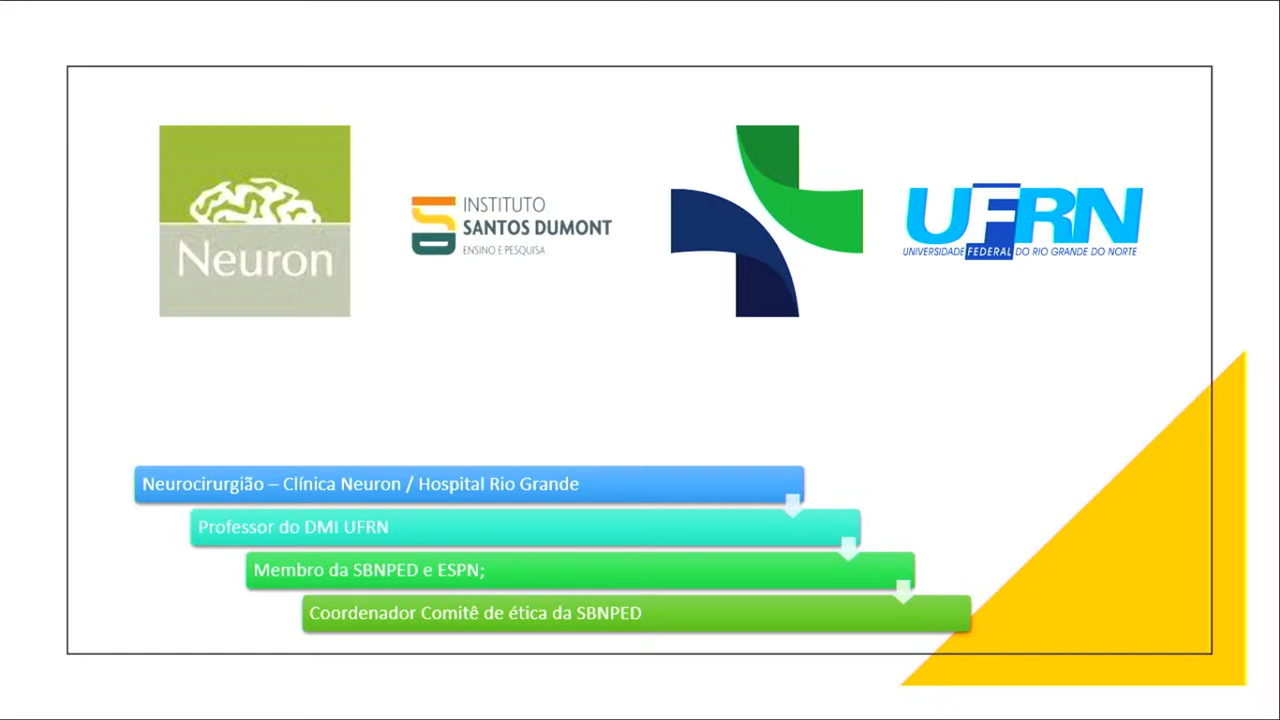 Neuron
INSTITUTO
SANTOS DUMONT
ENSINO E PESQUISA
UFRN
UNIVERSIDADE FEDERAL DO RIO GRANDE DO NORTE
Neurocirurgião – Clínica Neuron / Hospital Rio Grande
Professor do DMI UFRN
Membro da SBNPED e ESPN;
Coordenador Comitê de ética da SBNPED